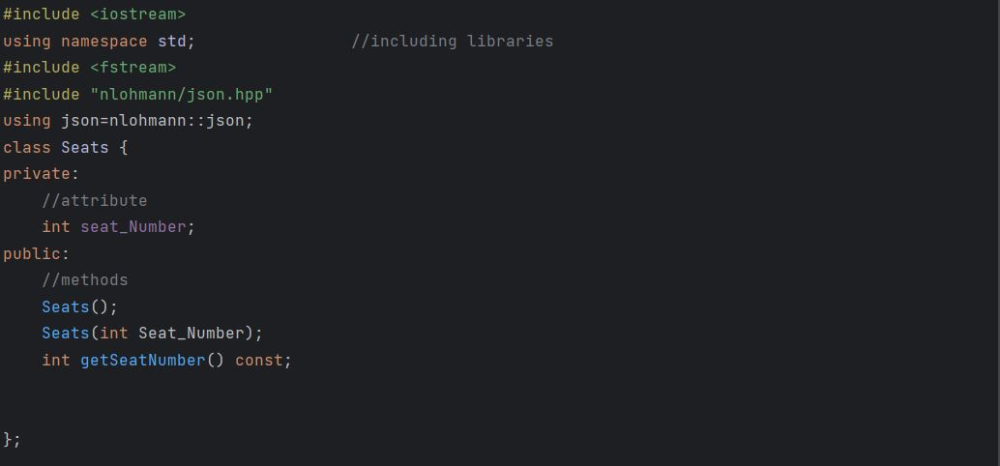 #include <iostream>
using namespace std;                //including libraries
#include <fstream>
#include "nlohmann/json.hpp"
using json=nlohmann::json;
class Seats {
private:
    //attribute
    int seat_Number;
public:
    //methods
    Seats();
    Seats(int Seat_Number);
    int getSeatNumber() const;
};